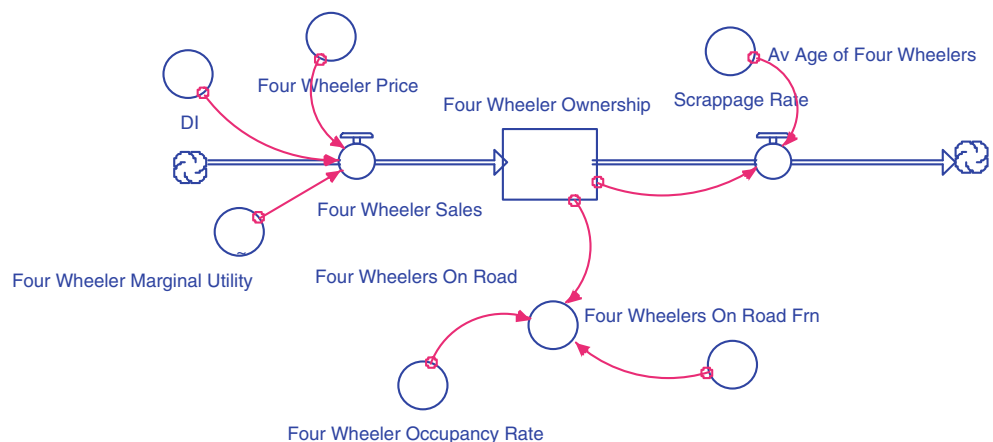 Av Age of Four Wheelers
Four Wheeler Price
Four Wheeler Ownership
Scrappage Rate
DI
Four Wheeler Sales
Four Wheeler Marginal Utility
Four Wheelers On Road
Four Wheelers On Road Frn
Four Wheeler Occupancy Rate